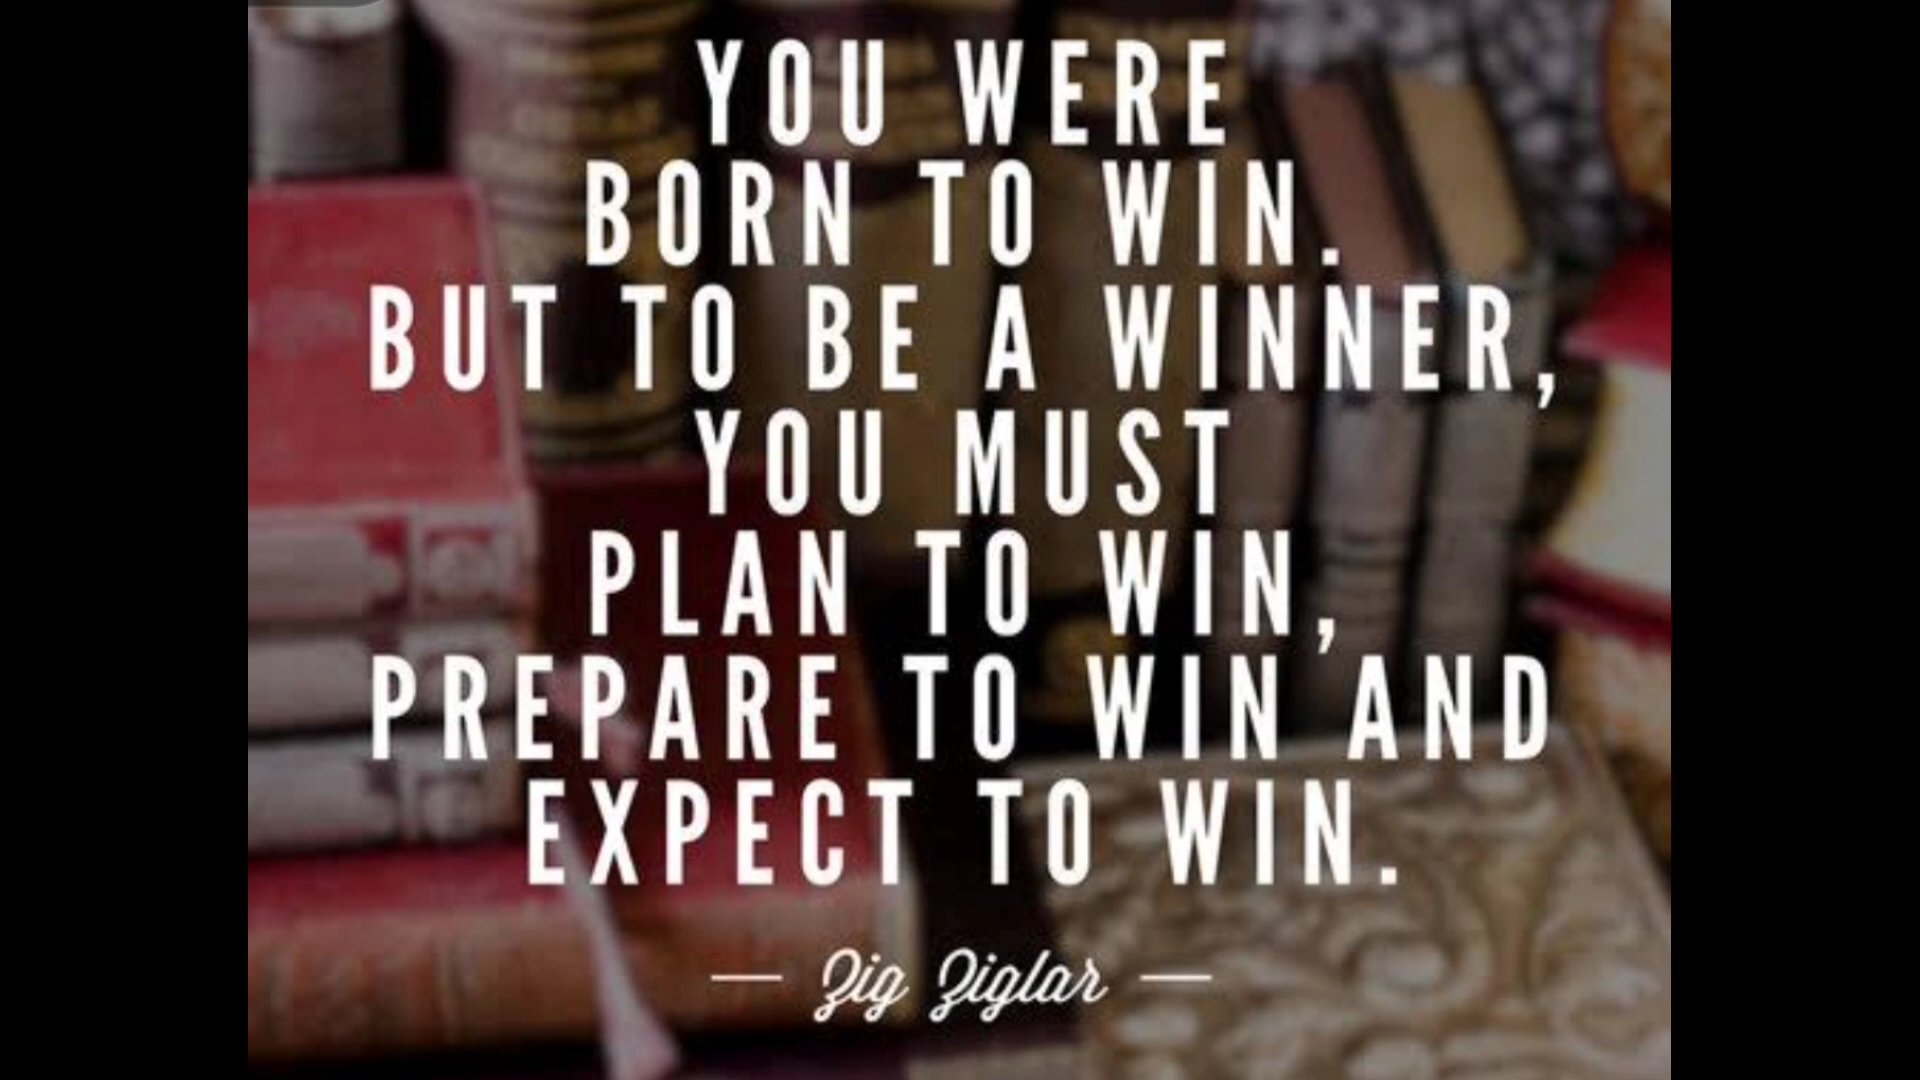 YOU WERE
BORN TO WIN.
BUT TO BE A WINNER,
YOU MUST
PLAN TO WIN,
PREPARE TO WIN AND
EXPECT TO WIN.
— Zig Ziglar —